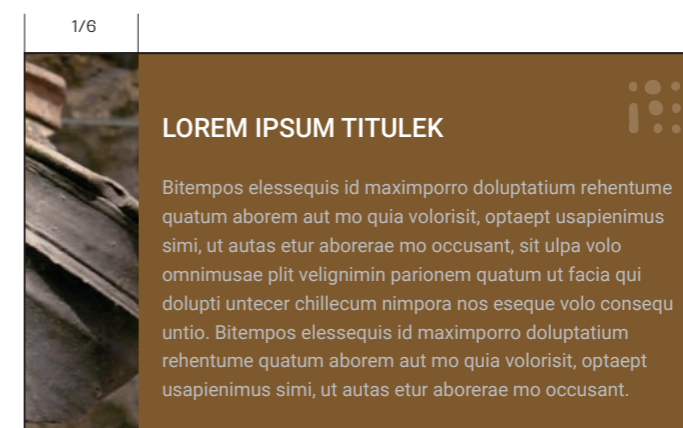 1/6
LOREM IPSUM TITULEK
Bitempos elessequis id maximporro doluptatium rehentume
quatum aborem aut mo quia volorisit, optaept usapienimus
simi, ut autas etur aborerae mo occusant, sit ulpa volo
omnimusae plit velignimin parionem quatum ut facia qui
dolupti untecer chillecum nimpora nos eseque volo consequ
untio. Bitempos elessequis id maximporro doluptatium
rehentume quatum aborem aut mo quia volorisit, optaept
usapienimus simi, ut autas etur aborerae mo occusant.